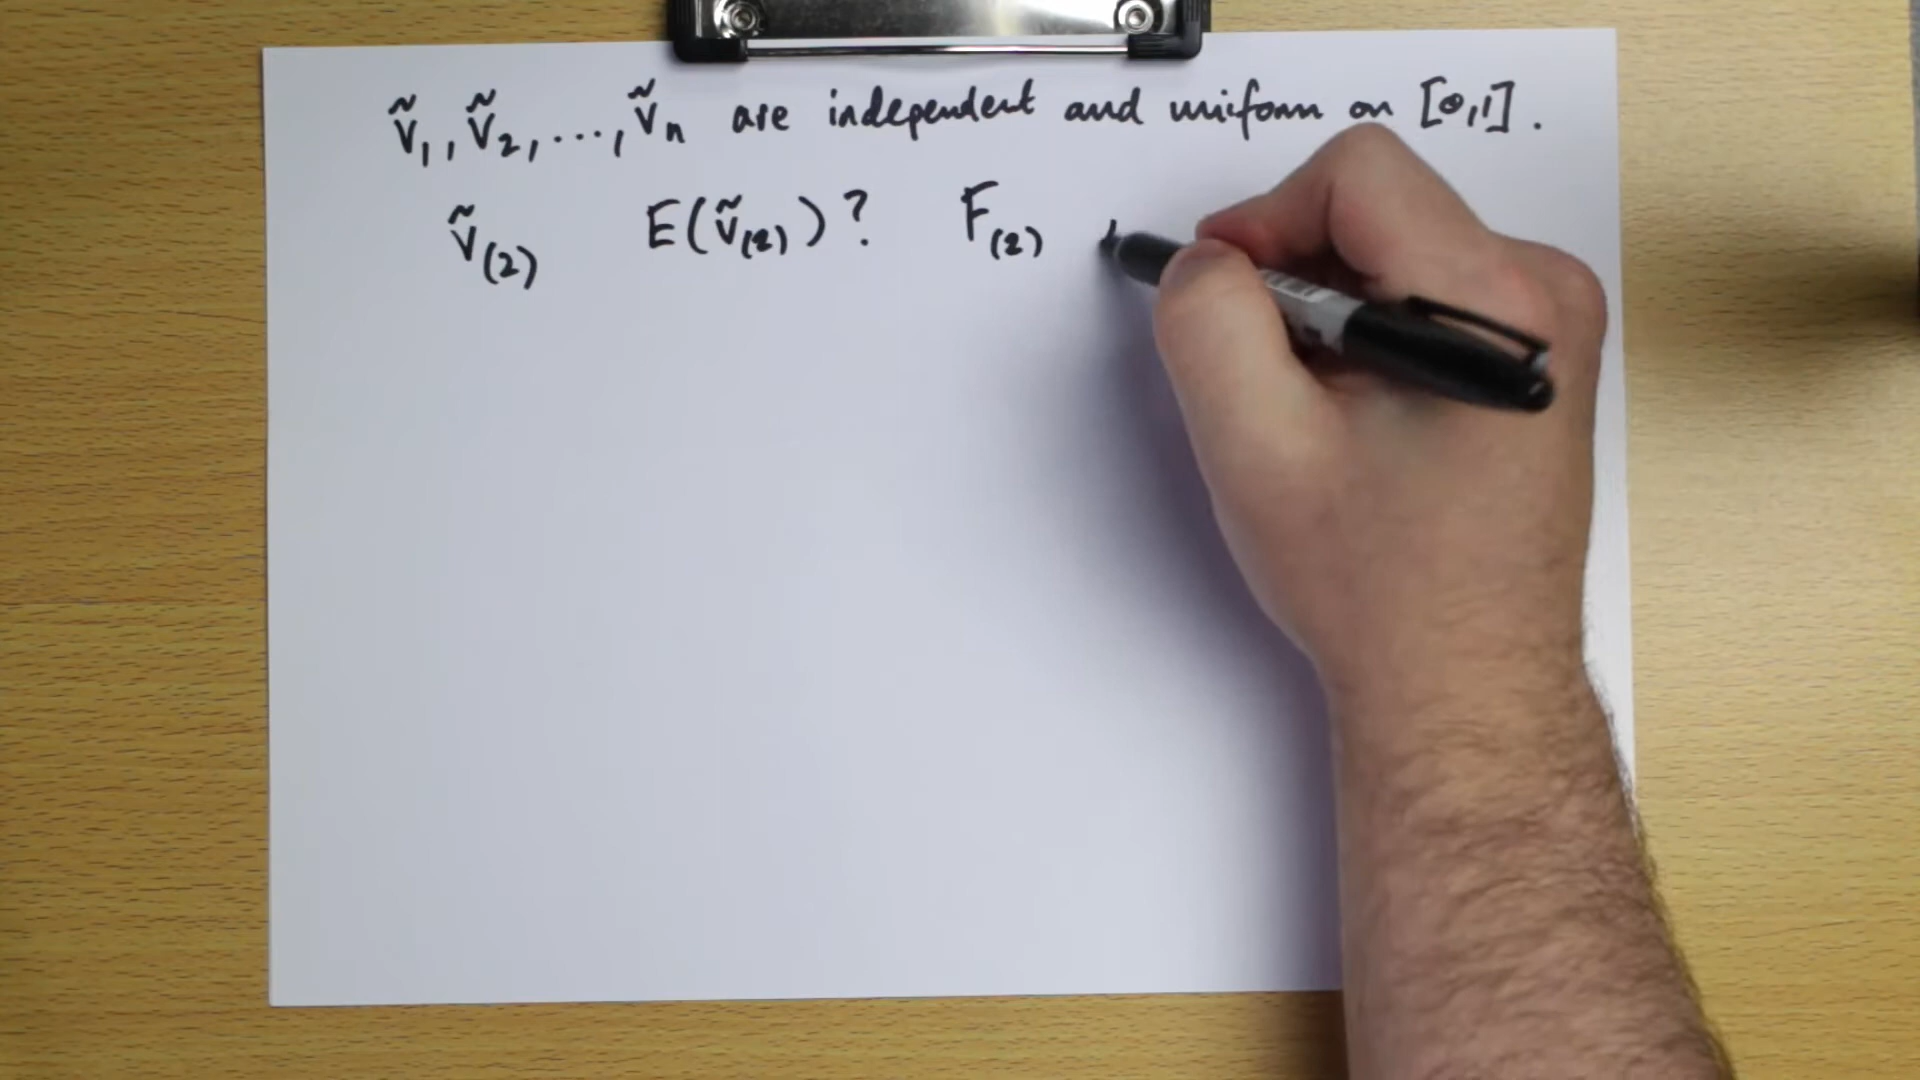 ṽ₁, ṽ₂, ..., ṽₙ are independent and uniform on [0,1].
ṽ₍₂₎ E(ṽ₍₂₎)? F₍₂₎